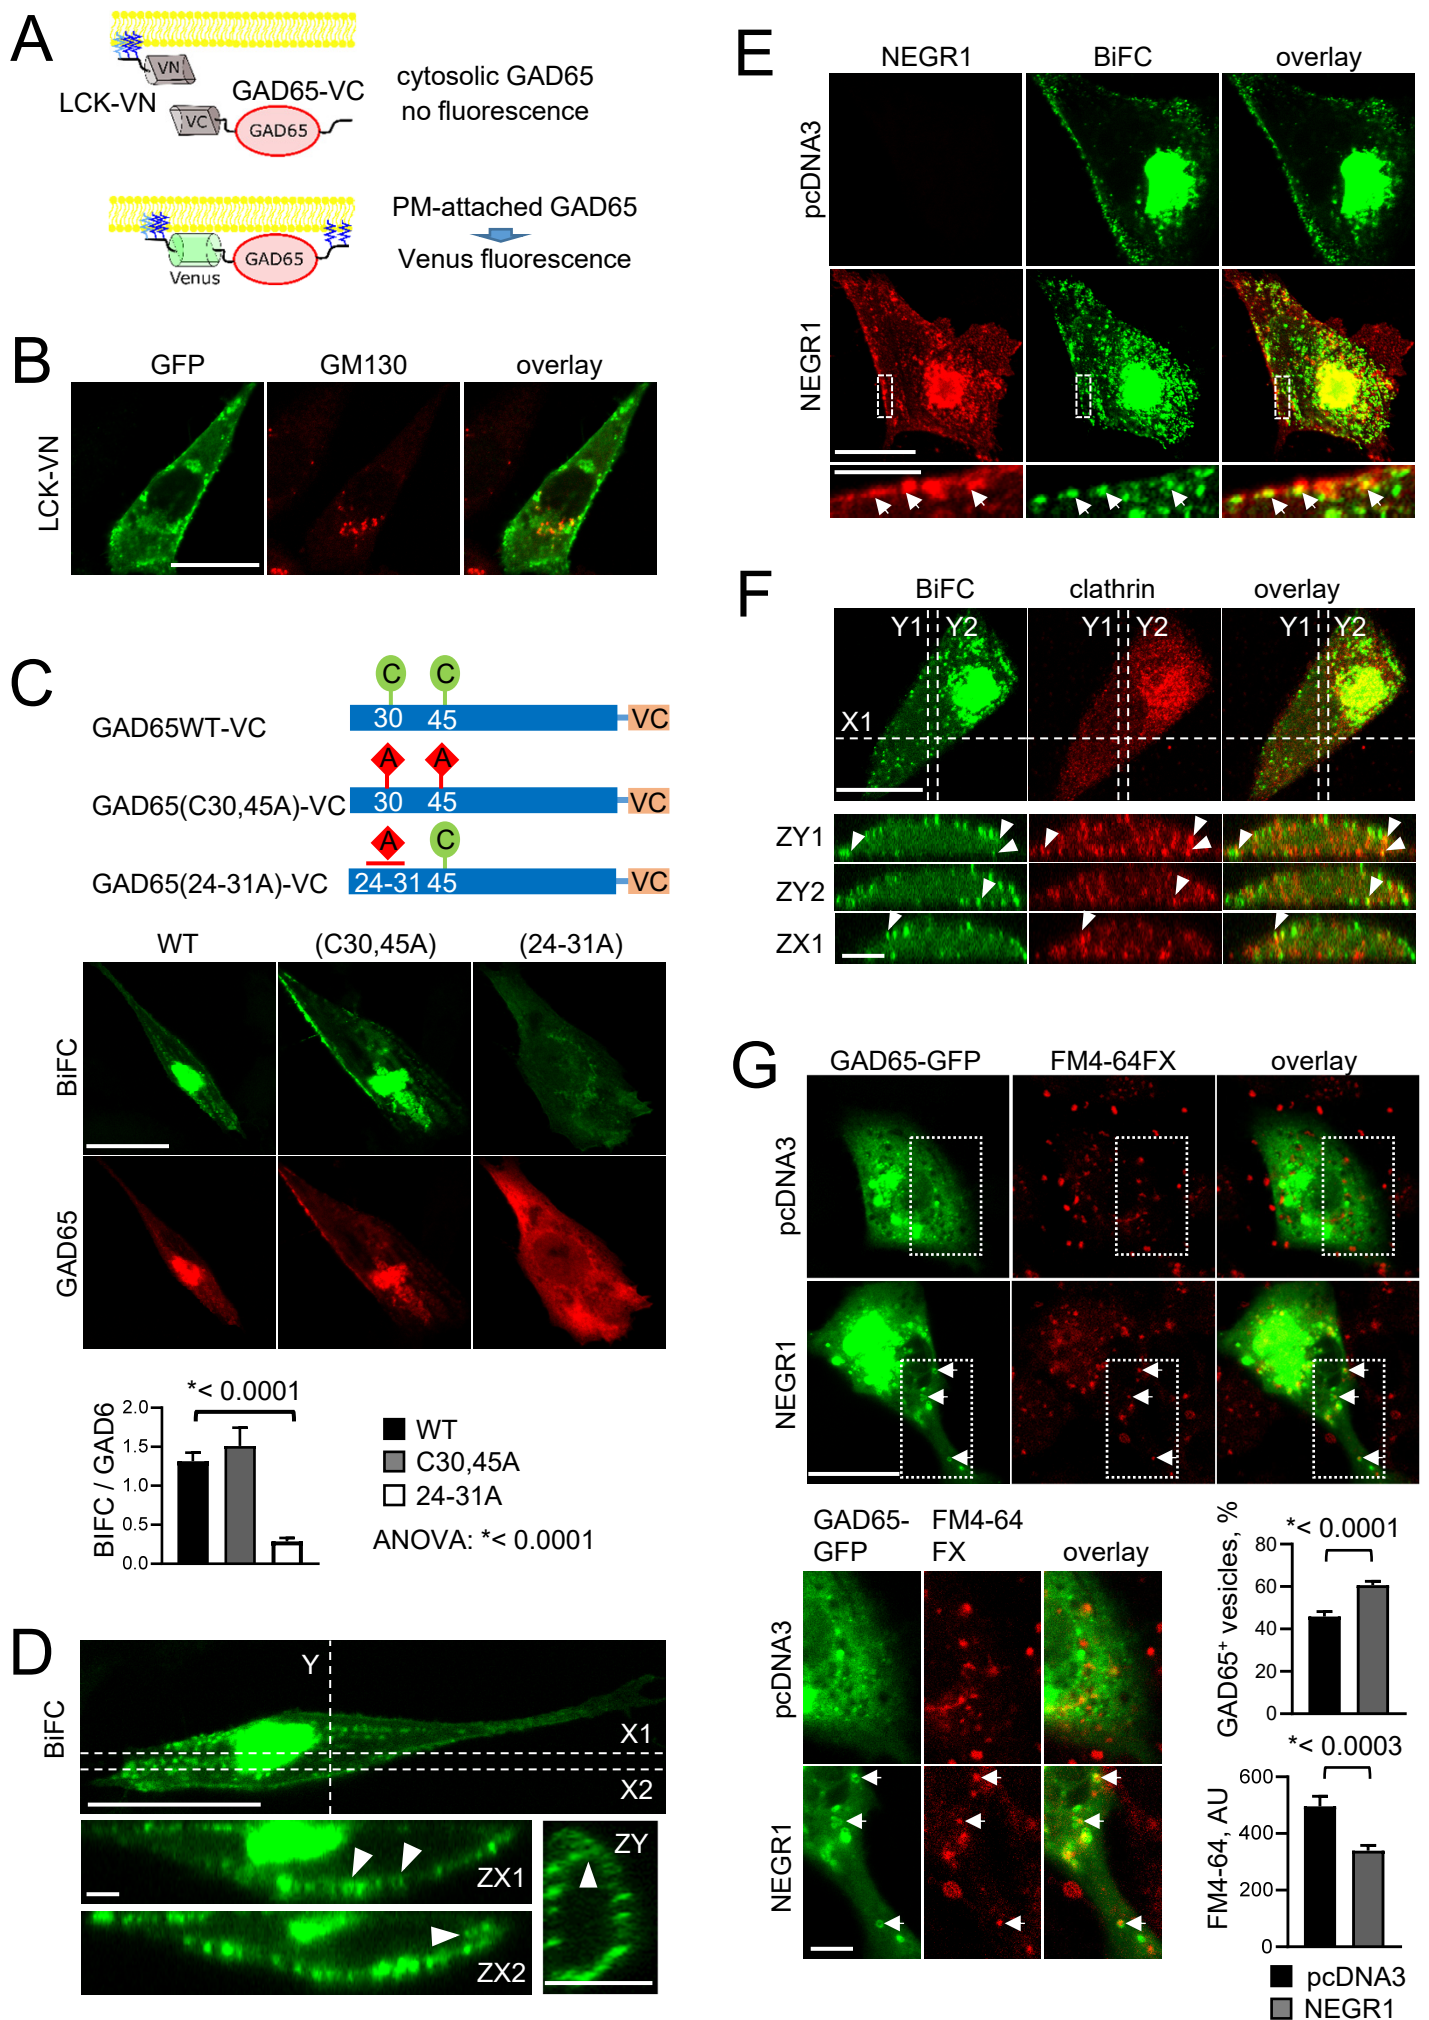 A
VN
LCK-VN
GAD65-VC
VC
GAD65
cytosolic GAD65
no fluorescence
GAD65
Venus
PM-attached GAD65
Venus fluorescence
B
GFP GM130 overlay
LCK-VN
C
C C
GAD65WT-VC 30 45 VC
A A
GAD65(C30,45A)-VC 30 45 VC
A C
GAD65(24-31A)-VC 24-31 45 VC
WT (C30,45A) (24-31A)
BiFC
GAD65
*< 0.0001
BIFC / GAD6
2.0
1.5
1.0
0.5
0.0
WT
C30,45A
24-31A
ANOVA: *< 0.0001
D
BiFC
Y
X1
X2
ZX1
ZX2
ZY
E
NEGR1 BiFC overlay
pcDNA3
NEGR1
F
BiFC clathrin overlay
Y1 Y2 Y1 Y2 Y1 Y2
X1
ZY1
ZY2
ZX1
G
GAD65-GFP FM4-64FX overlay
pcDNA3
NEGR1
GAD65-
GFP
FM4-64
FX
overlay
pcDNA3
NEGR1
*< 0.0001
GAD65+ vesicles, %
80
60
40
20
0
*< 0.0003
FM4-64, AU
600
400
200
0
pcDNA3
NEGR1